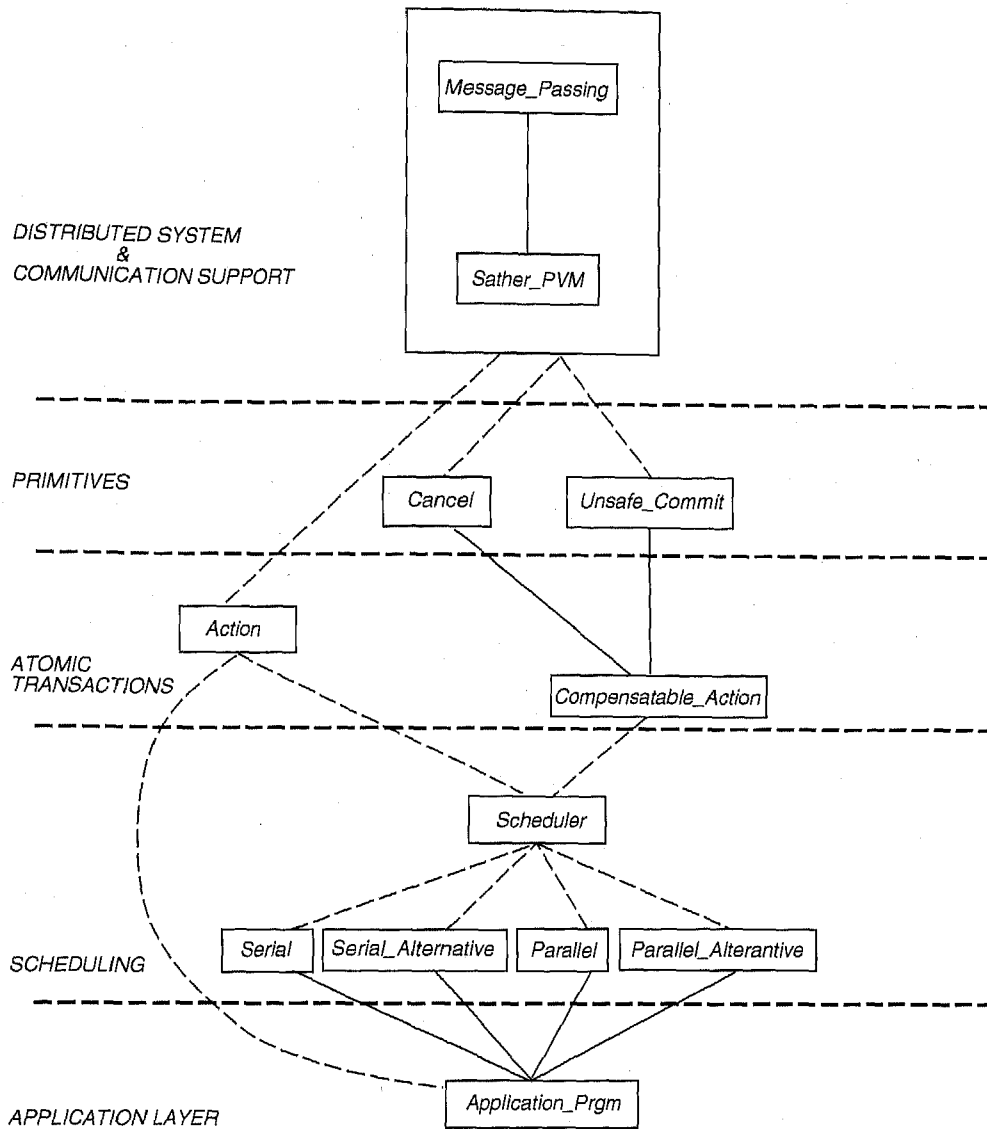 Message_Passing
DISTRIBUTED SYSTEM
&
COMMUNICATION SUPPORT
Sather_PVM
PRIMITIVES
Cancel
Unsafe_Commit
Action
ATOMIC
TRANSACTIONS
Compensatable_Action
Scheduler
Serial
Serial_Alternative
Parallel
Parallel_Alterantive
SCHEDULING
Application_Prgm
APPLICATION LAYER